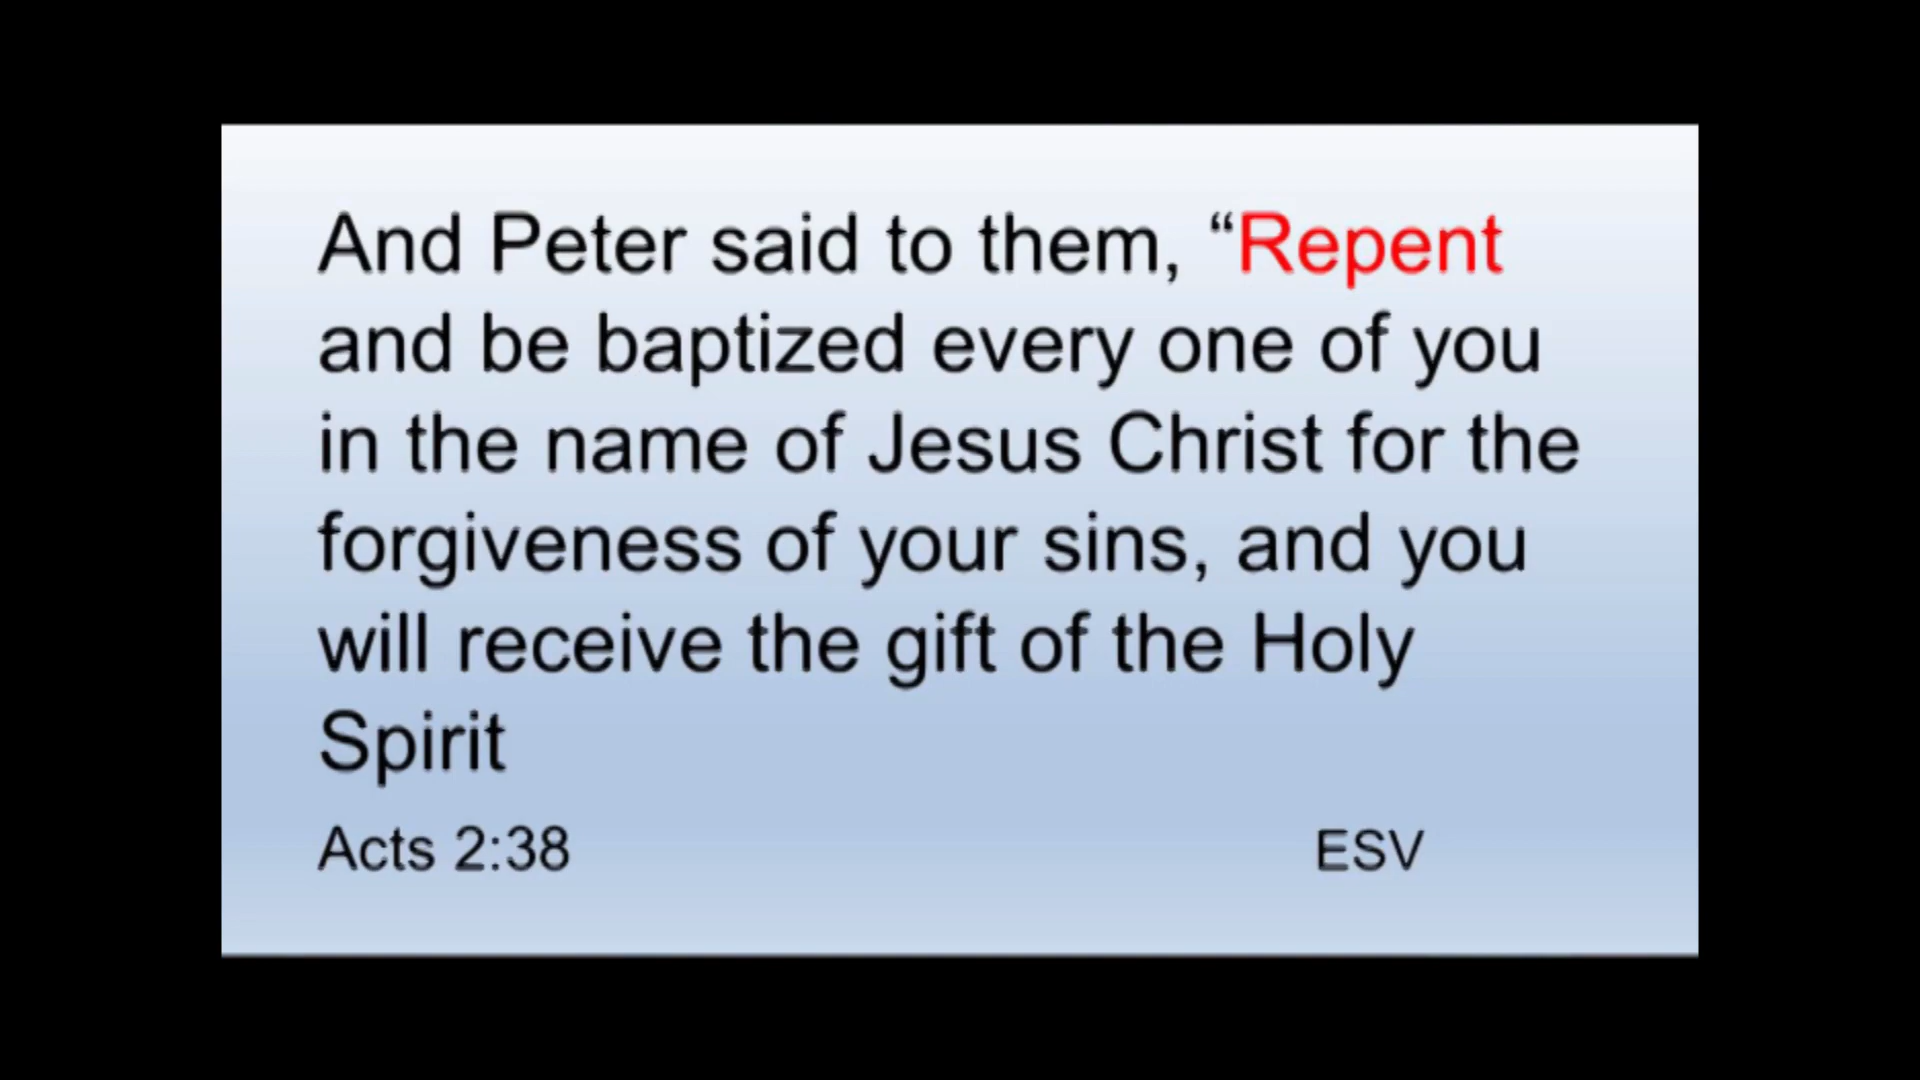 And Peter said to them, “Repent
and be baptized every one of you
in the name of Jesus Christ for the
forgiveness of your sins, and you
will receive the gift of the Holy
Spirit
Acts 2:38 ESV